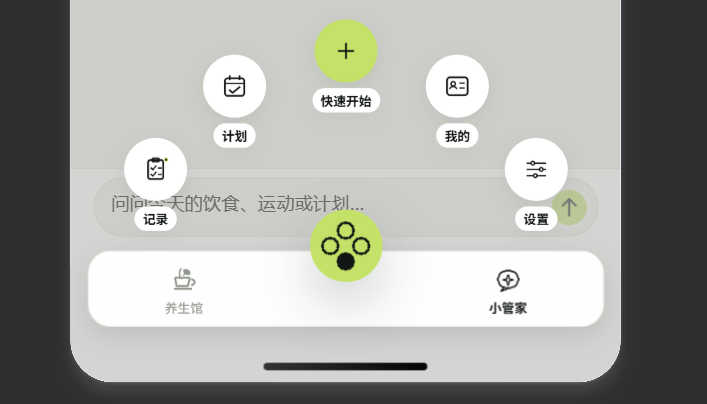 快速开始
计划
我的
记录
设置
问问今天的饮食、运动或计划...
养生馆
小管家